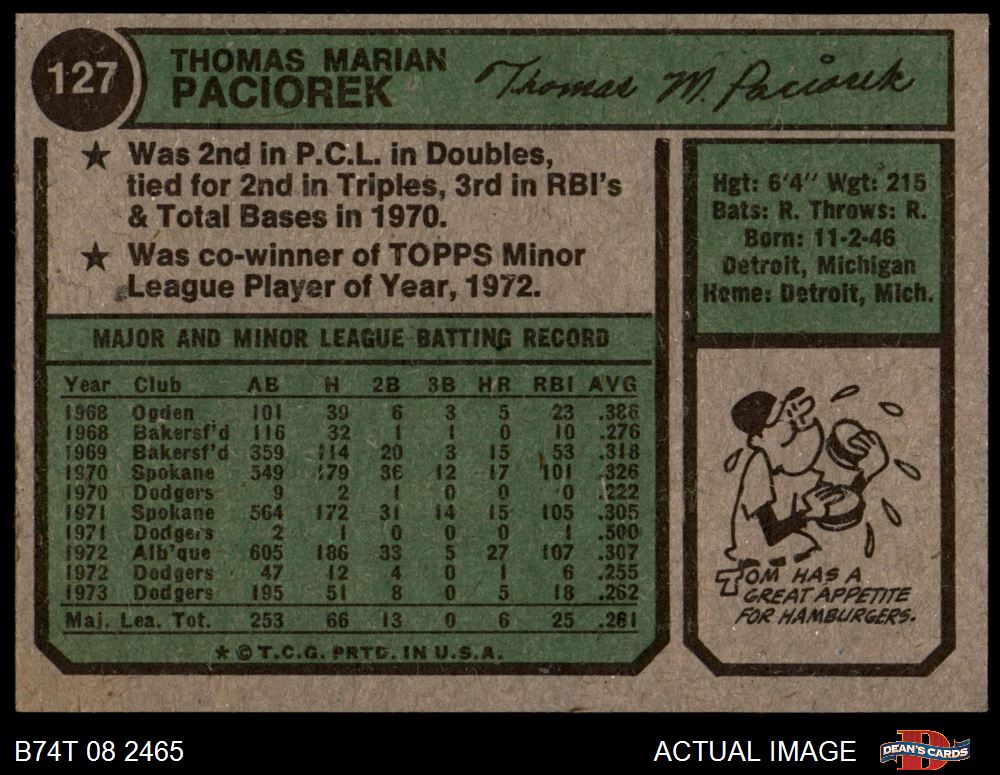 127
THOMAS MARIAN
PACIOREK
Thomas M. Paciorek
★ Was 2nd in P.C.L. in Doubles,
tied for 2nd in Triples, 3rd in RBI's
& Total Bases in 1970.
★ Was co-winner of TOPPS Minor
League Player of Year, 1972.
Hgt: 6'4" Wgt: 215
Bats: R. Throws: R.
Born: 11-2-46
Detroit, Michigan
Home: Detroit, Mich.
MAJOR AND MINOR LEAGUE BATTING RECORD
Year Club AB H 2B 3B HR RBI AVG
1968 Ogden 101 39 6 3 5 23 .386
1968 Bakersf'd 116 32 1 1 0 10 .276
1969 Bakersf'd 359 114 20 3 15 53 .318
1970 Spokane 549 179 36 12 17 101 .326
1970 Dodgers 9 2 1 0 0 0 .222
1971 Spokane 564 172 31 14 15 105 .305
1971 Dodgers 2 1 0 0 0 1 .500
1972 Alb'que 605 186 33 5 27 107 .307
1972 Dodgers 47 12 4 0 1 6 .255
1973 Dodgers 195 51 8 0 5 18 .262
Maj. Lea. Tot. 253 66 13 0 6 25 .261
* © T.C.G. PRTD. IN U.S.A.
TOM HAS A
GREAT APPETITE
FOR HAMBURGERS.
B74T 08 2465
ACTUAL IMAGE
DEAN'S CARDS